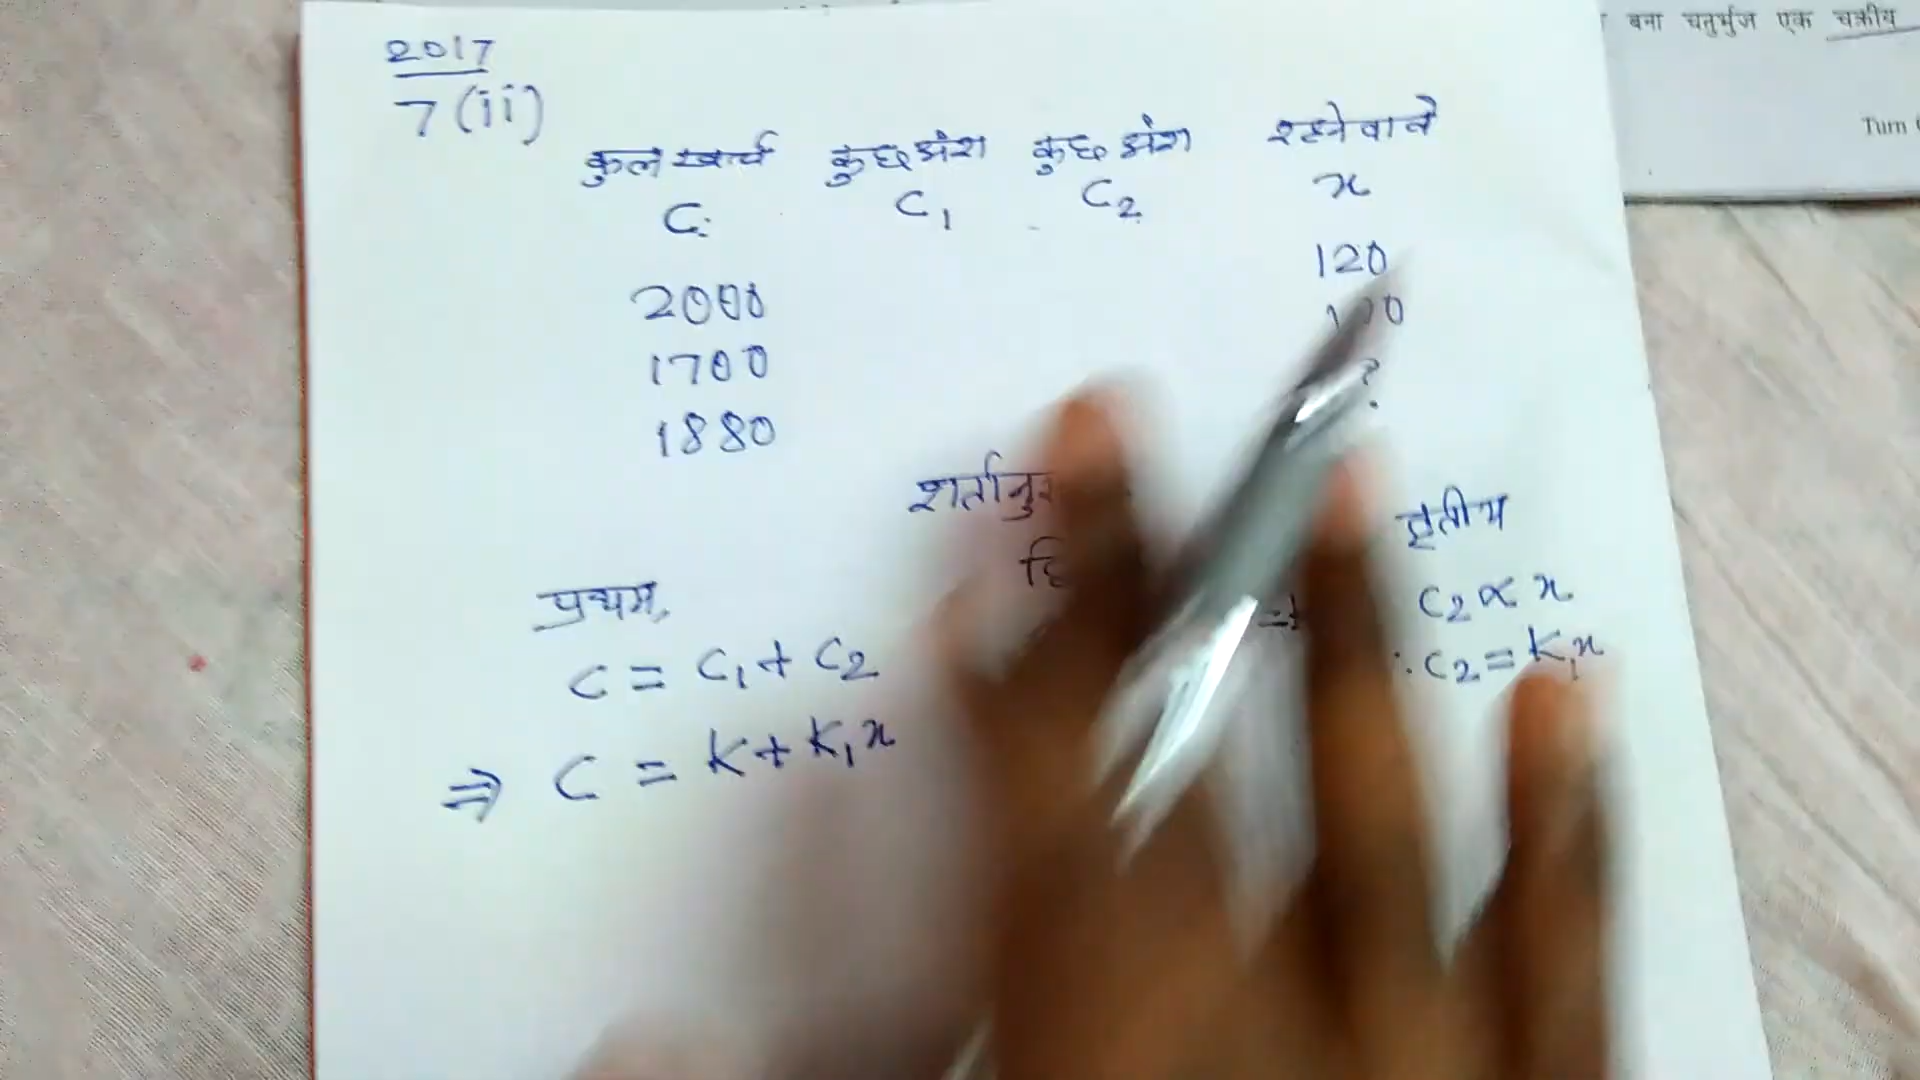 बना चतुर्भुज एक चक्रीय
Turn
2017
7 (ii)
कुल खर्च कुछ अंश कुछ अंश रहनेवाले
C C₁ C₂ x
2000 120
1700
1880 ?
तृतीय
प्रथम,
C₂ ∝ x
C = C₁ + C₂
∴ C₂ = K₁x
⇒ C = K + K₁x